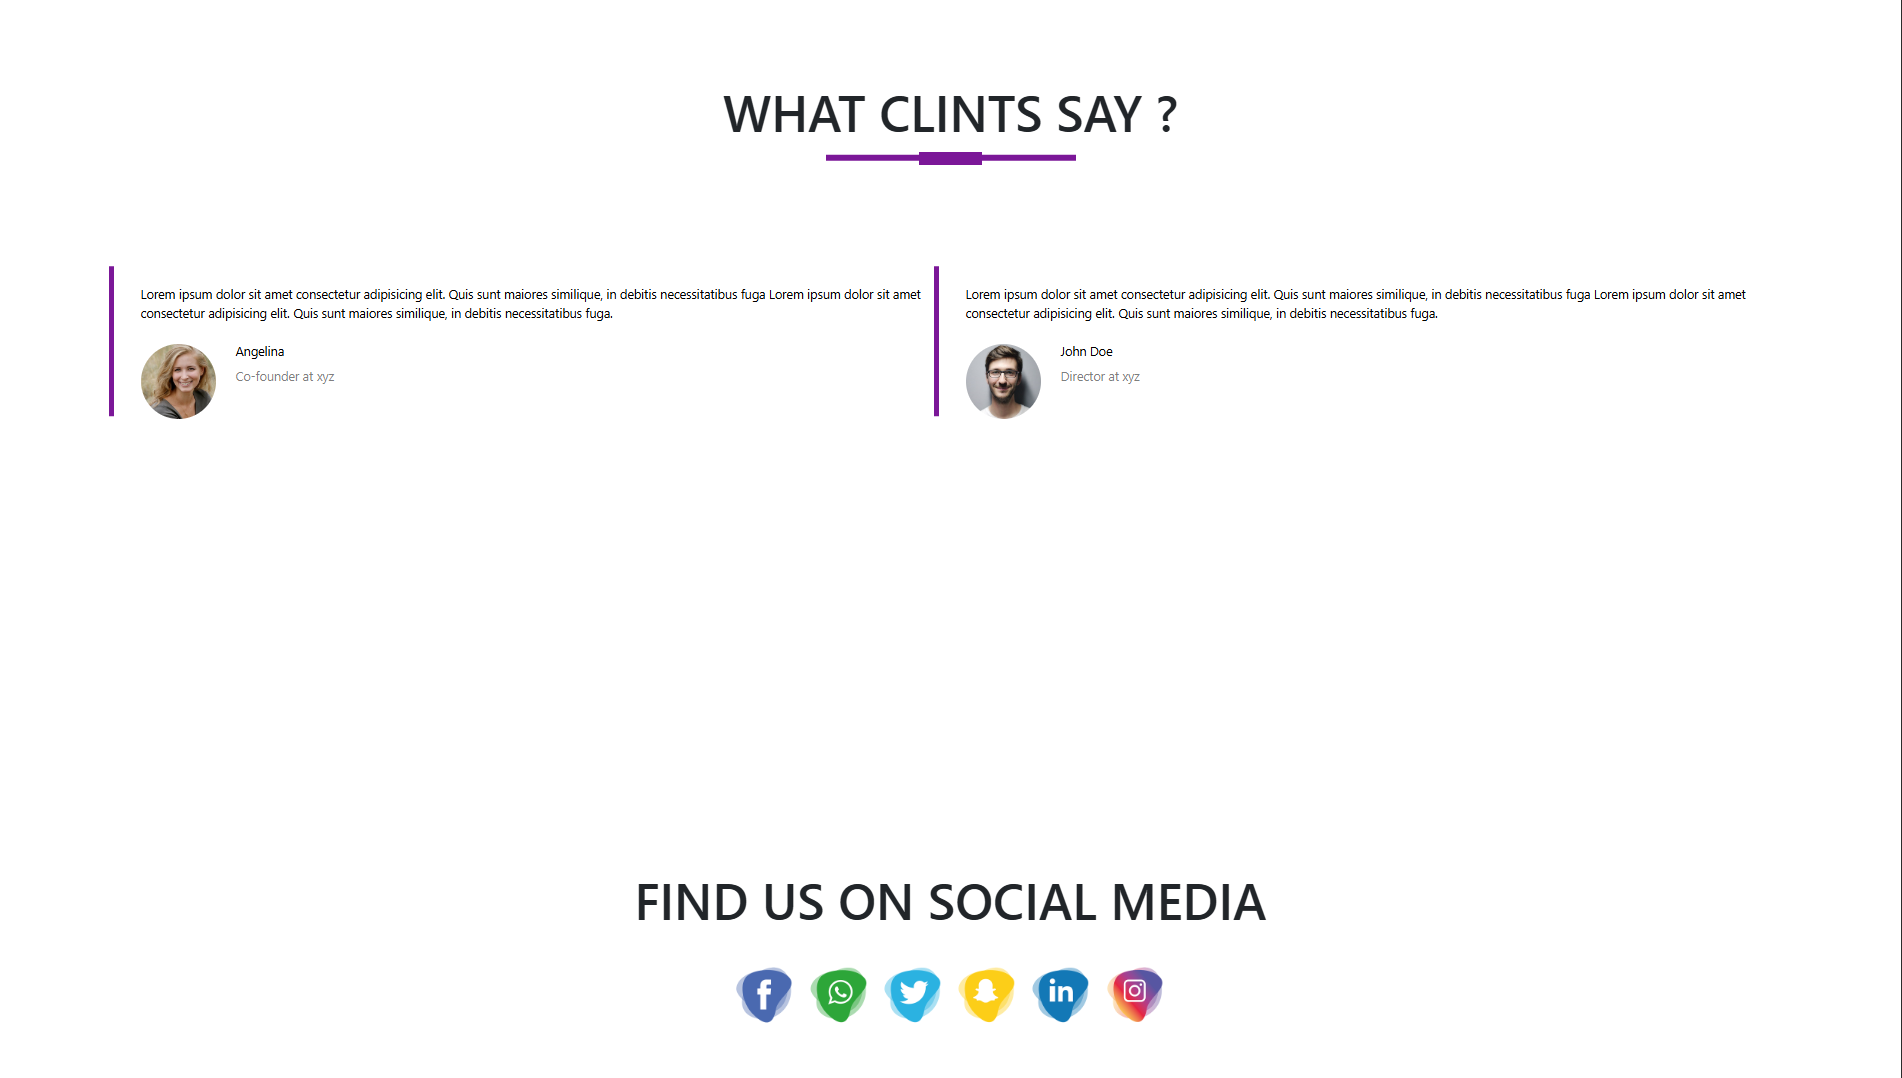 WHAT CLINTS SAY ?
Lorem ipsum dolor sit amet consectetur adipisicing elit. Quis sunt maiores similique, in debitis necessitatibus fuga Lorem ipsum dolor sit amet
consectetur adipisicing elit. Quis sunt maiores similique, in debitis necessitatibus fuga.
Angelina
Co-founder at xyz
Lorem ipsum dolor sit amet consectetur adipisicing elit. Quis sunt maiores similique, in debitis necessitatibus fuga Lorem ipsum dolor sit amet
consectetur adipisicing elit. Quis sunt maiores similique, in debitis necessitatibus fuga.
John Doe
Director at xyz
FIND US ON SOCIAL MEDIA
f
in